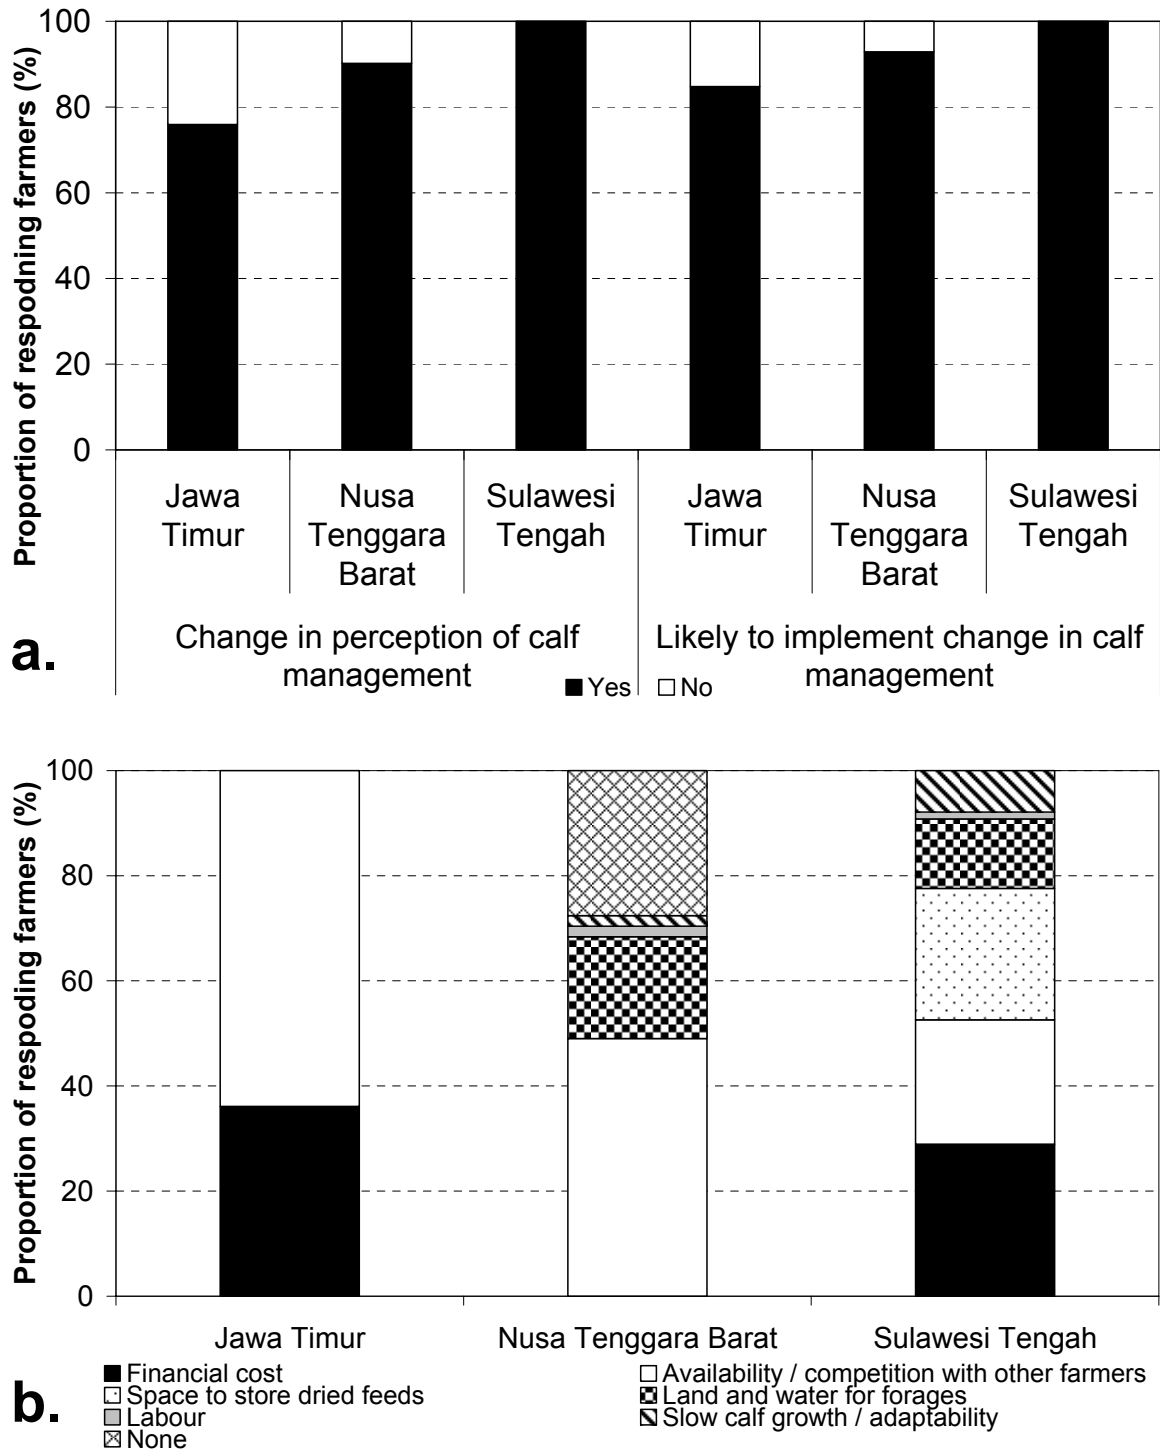 Proportion of respodning farmers (%)
100
80
60
40
20
0
Jawa
Timur
Nusa
Tenggara
Barat
Sulawesi
Tengah
Jawa
Timur
Nusa
Tenggara
Barat
Sulawesi
Tengah
Change in perception of calf
management
Likely to implement change in calf
management
Yes No
a.
Proportion of respoding farmers (%)
100
80
60
40
20
0
Jawa Timur
Nusa Tenggara Barat
Sulawesi Tengah
Financial cost
Availability / competition with other farmers
Space to store dried feeds
Land and water for forages
Labour
Slow calf growth / adaptability
None
b.